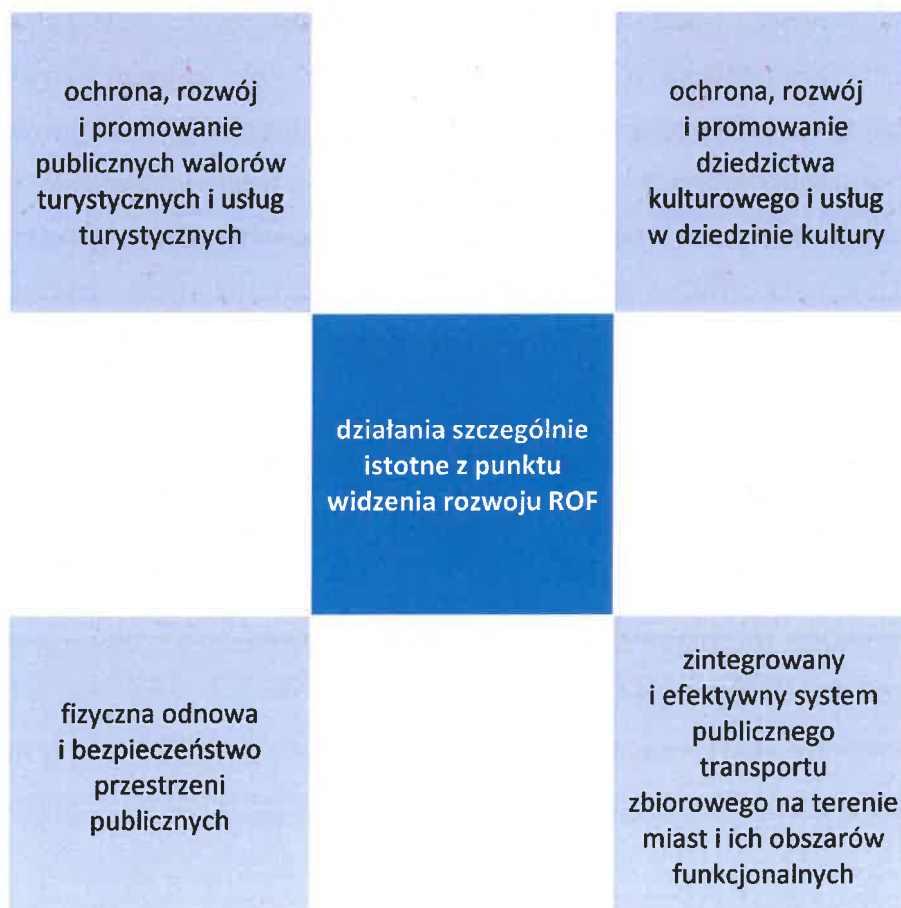 ochrona, rozwój
i promowanie
publicznych walorów
turystycznych i usług
turystycznych
ochrona, rozwój
i promowanie
dziedzictwa
kulturowego i usług
w dziedzinie kultury
działania szczególnie
istotne z punktu
widzenia rozwoju ROF
fizyczna odnowa
i bezpieczeństwo
przestrzeni
publicznych
zintegrowany
i efektywny system
publicznego
transportu
zbiorowego na terenie
miast i ich obszarów
funkcjonalnych